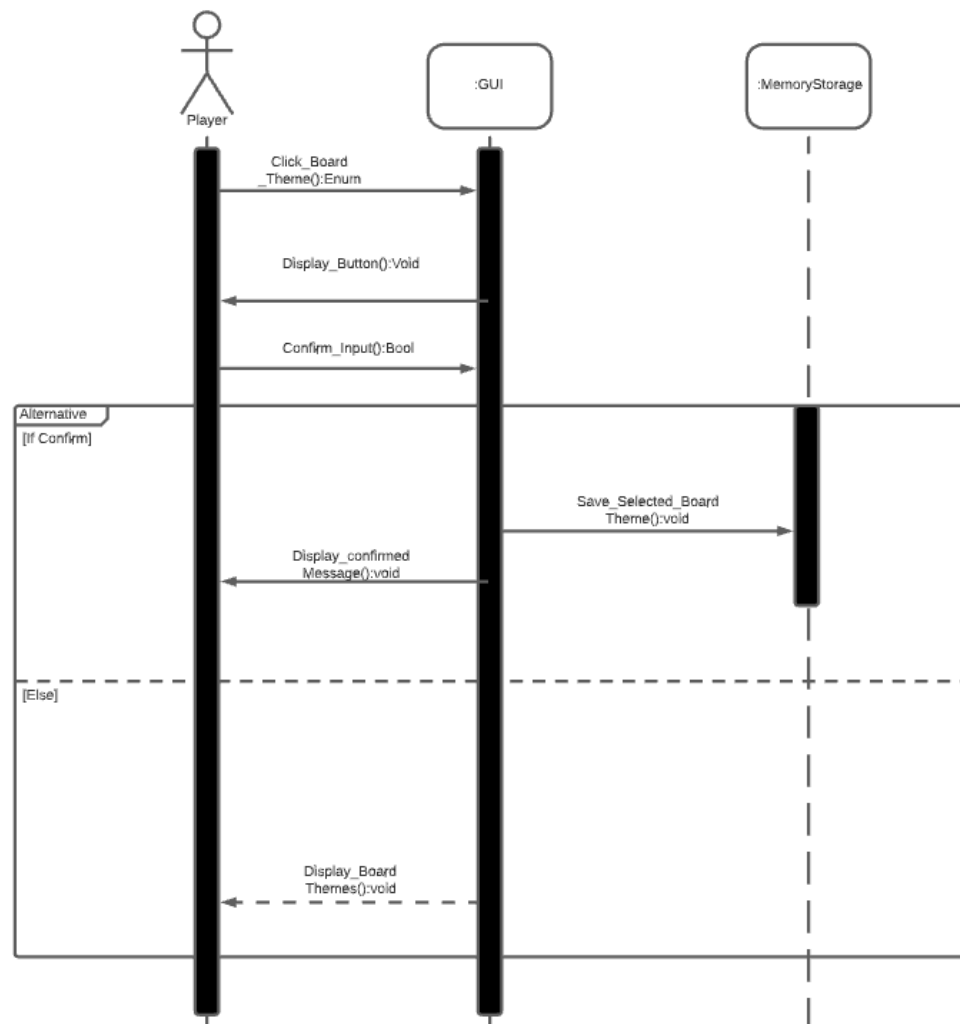 Player
:GUI
:MemoryStorage
Click_Board
_Theme():Enum
Display_Button():Void
Confirm_Input():Bool
Alternative
[If Confirm]
Save_Selected_Board
Theme():void
Display_confirmed
Message():void
[Else]
Display_Board
Themes():void